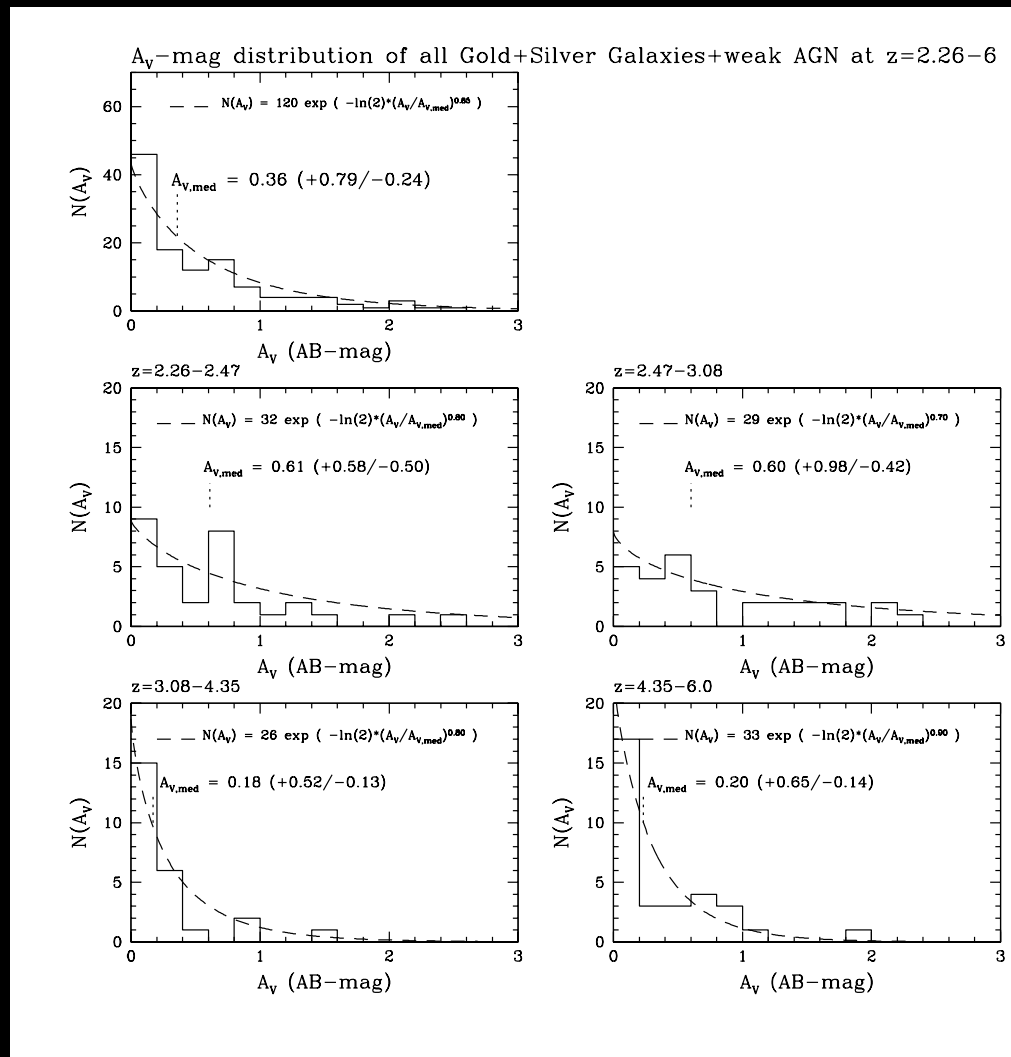 A_V-mag distribution of all Gold+Silver Galaxies+weak AGN at z=2.26-6
N(A_V) = 120 exp ( -ln(2)*(A_V/A_V,med)^0.85 )
A_V,med = 0.36 (+0.79/-0.24)
N(A_V)
60
40
20
0
0 1 2 3
A_V (AB-mag)
z=2.26-2.47
N(A_V) = 32 exp ( -ln(2)*(A_V/A_V,med)^0.80 )
A_V,med = 0.61 (+0.58/-0.50)
N(A_V)
20
15
10
5
0
0 1 2 3
A_V (AB-mag)
z=2.47-3.08
N(A_V) = 29 exp ( -ln(2)*(A_V/A_V,med)^0.70 )
A_V,med = 0.60 (+0.98/-0.42)
N(A_V)
20
15
10
5
0
0 1 2 3
A_V (AB-mag)
z=3.08-4.35
N(A_V) = 26 exp ( -ln(2)*(A_V/A_V,med)^0.80 )
A_V,med = 0.18 (+0.52/-0.13)
N(A_V)
20
15
10
5
0
0 1 2 3
A_V (AB-mag)
z=4.35-6.0
N(A_V) = 33 exp ( -ln(2)*(A_V/A_V,med)^0.90 )
A_V,med = 0.20 (+0.65/-0.14)
N(A_V)
20
15
10
5
0
0 1 2 3
A_V (AB-mag)